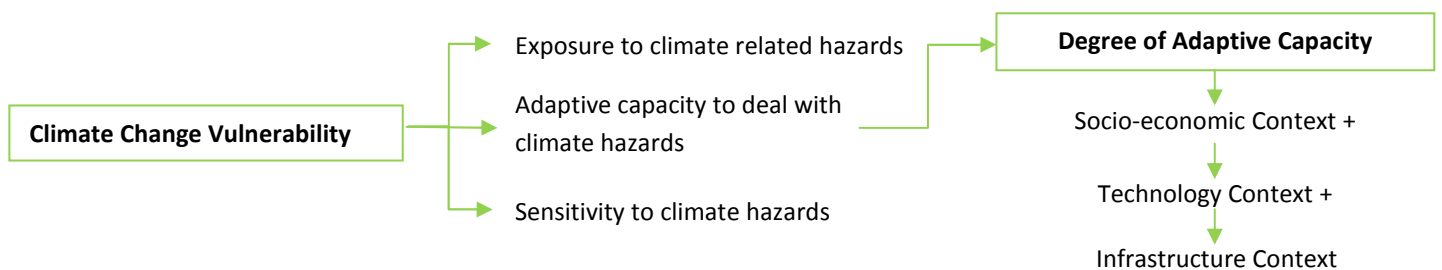 Climate Change Vulnerability
Exposure to climate related hazards
Adaptive capacity to deal with
climate hazards
Sensitivity to climate hazards
Degree of Adaptive Capacity
Socio-economic Context +
Technology Context +
Infrastructure Context